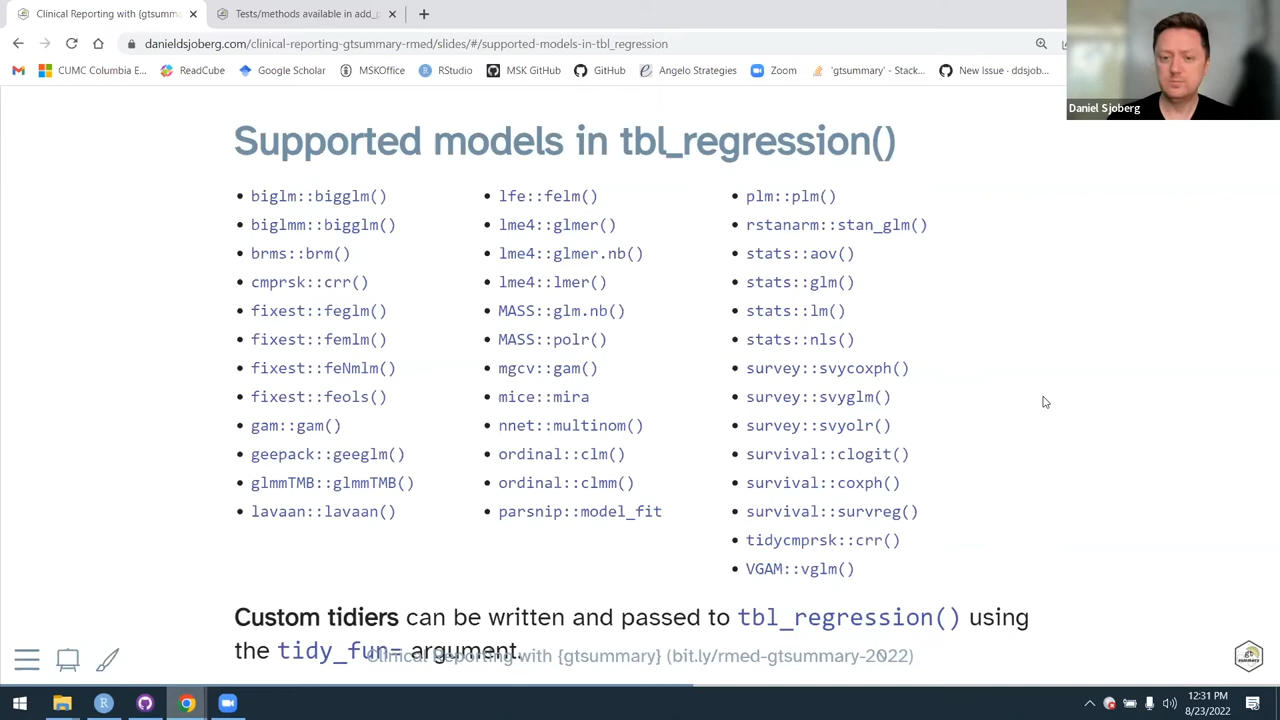 Clinical Reporting with {gtsumma
Tests/methods available in add_p
danieldsjoberg.com/clinical-reporting-gtsummary-rmed/slides/#/supported-models-in-tbl_regression
CUMC Columbia E...
ReadCube
Google Scholar
MSKOffice
RStudio
MSK GitHub
GitHub
Angelo Strategies
Zoom
'gtsummary' - Stack...
New Issue · ddsjob...
Daniel Sjoberg
Supported models in tbl_regression()
biglm::bigglm()
biglmm::bigglm()
brms::brm()
cmprsk::crr()
fixest::feglm()
fixest::femlm()
fixest::feNmlm()
fixest::feols()
gam::gam()
geepack::geeglm()
glmmTMB::glmmTMB()
lavaan::lavaan()
lfe::felm()
lme4::glmer()
lme4::glmer.nb()
lme4::lmer()
MASS::glm.nb()
MASS::polr()
mgcv::gam()
mice::mira
nnet::multinom()
ordinal::clm()
ordinal::clmm()
parsnip::model_fit
plm::plm()
rstanarm::stan_glm()
stats::aov()
stats::glm()
stats::lm()
stats::nls()
survey::svycoxph()
survey::svyglm()
survey::svyolr()
survival::clogit()
survival::coxph()
survival::survreg()
tidycmprsk::crr()
VGAM::vglm()
Custom tidiers can be written and passed to tbl_regression() using
the tidy_fun= argument.
Clinical Reporting with {gtsummary} (bit.ly/rmed-gtsummary-2022)
gt
summary
12:31 PM
8/23/2022